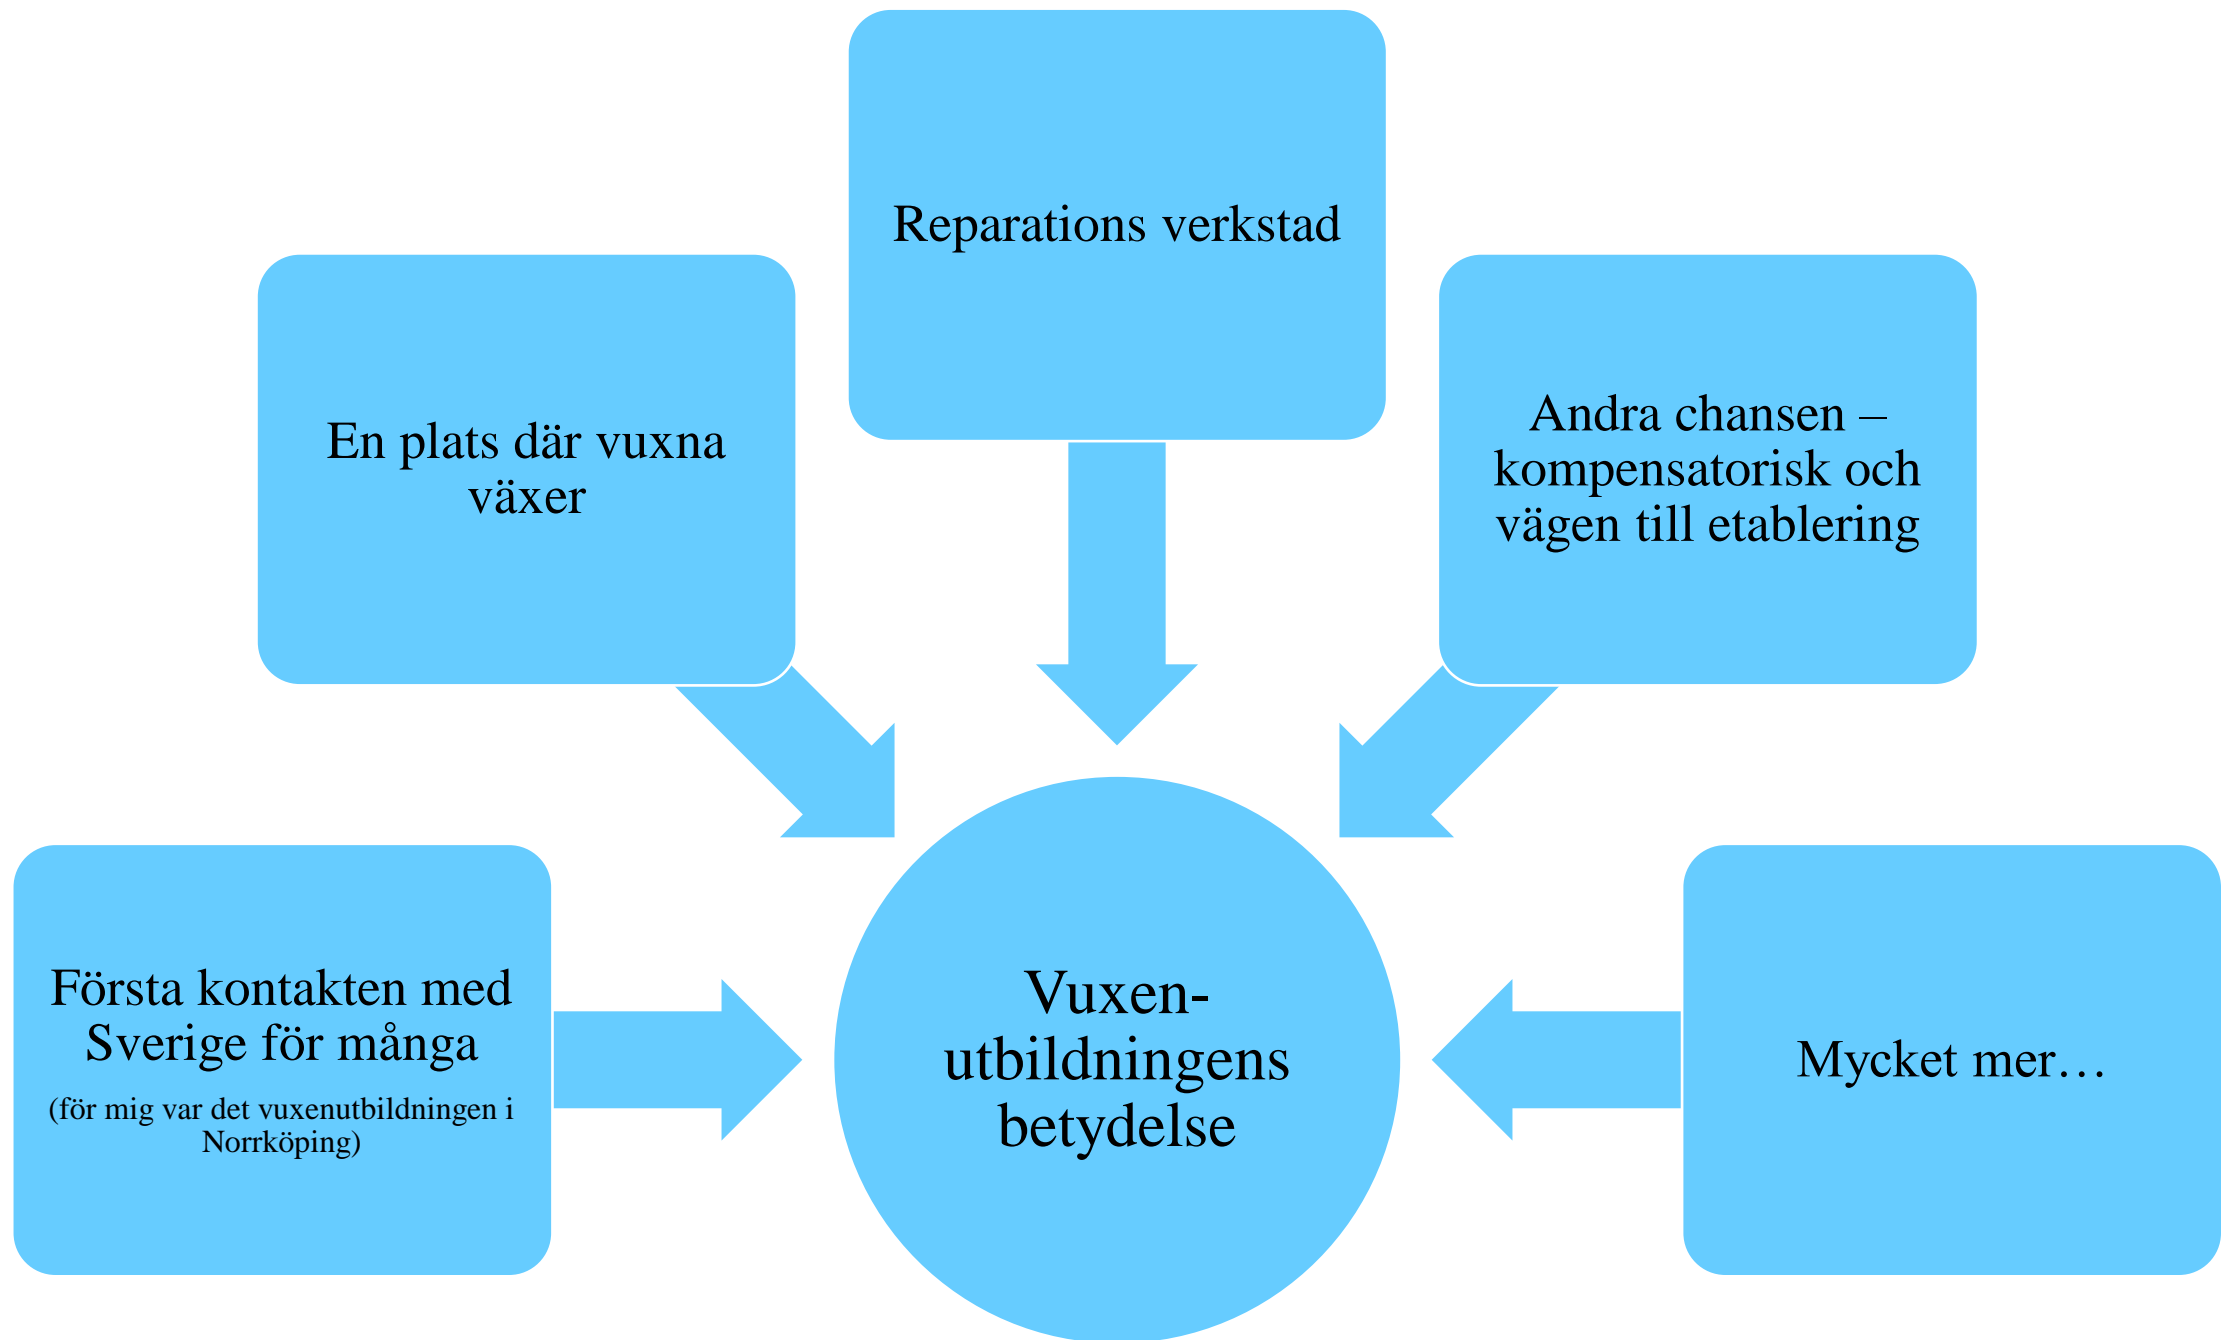 Reparations verkstad
En plats där vuxna
växer
Andra chansen –
kompensatorisk och
vägen till etablering
Första kontakten med
Sverige för många
(för mig var det vuxenutbildningen i
Norrköping)
Vuxen-
utbildningens
betydelse
Mycket mer…